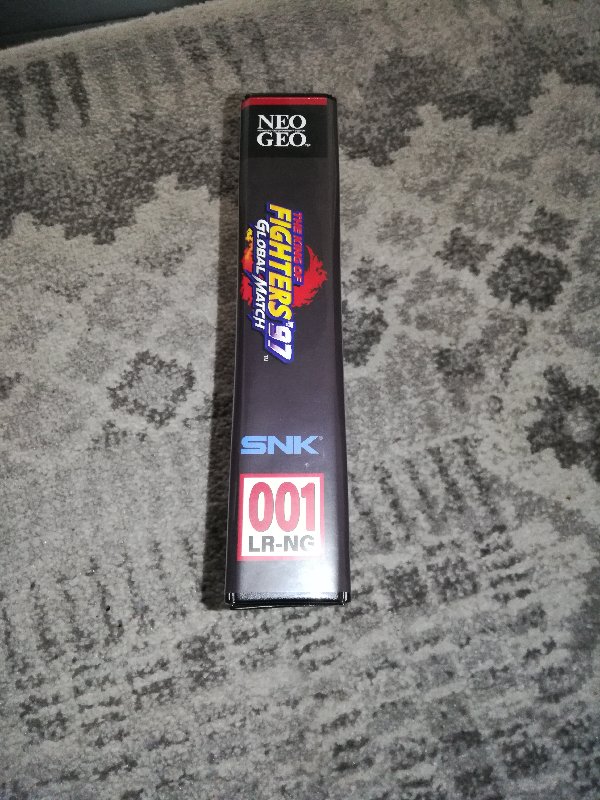 NEO
GEO
THE KING OF
FIGHTERS'97
GLOBAL MATCH
TM
SNK®
001
LR-NG